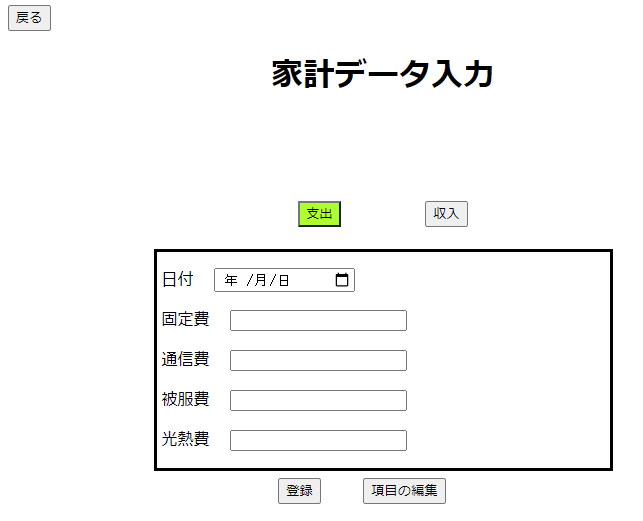 戻る
家計データ入力
支出 収入
日付 年 /月/日
固定費
通信費
被服費
光熱費
登録 項目の編集